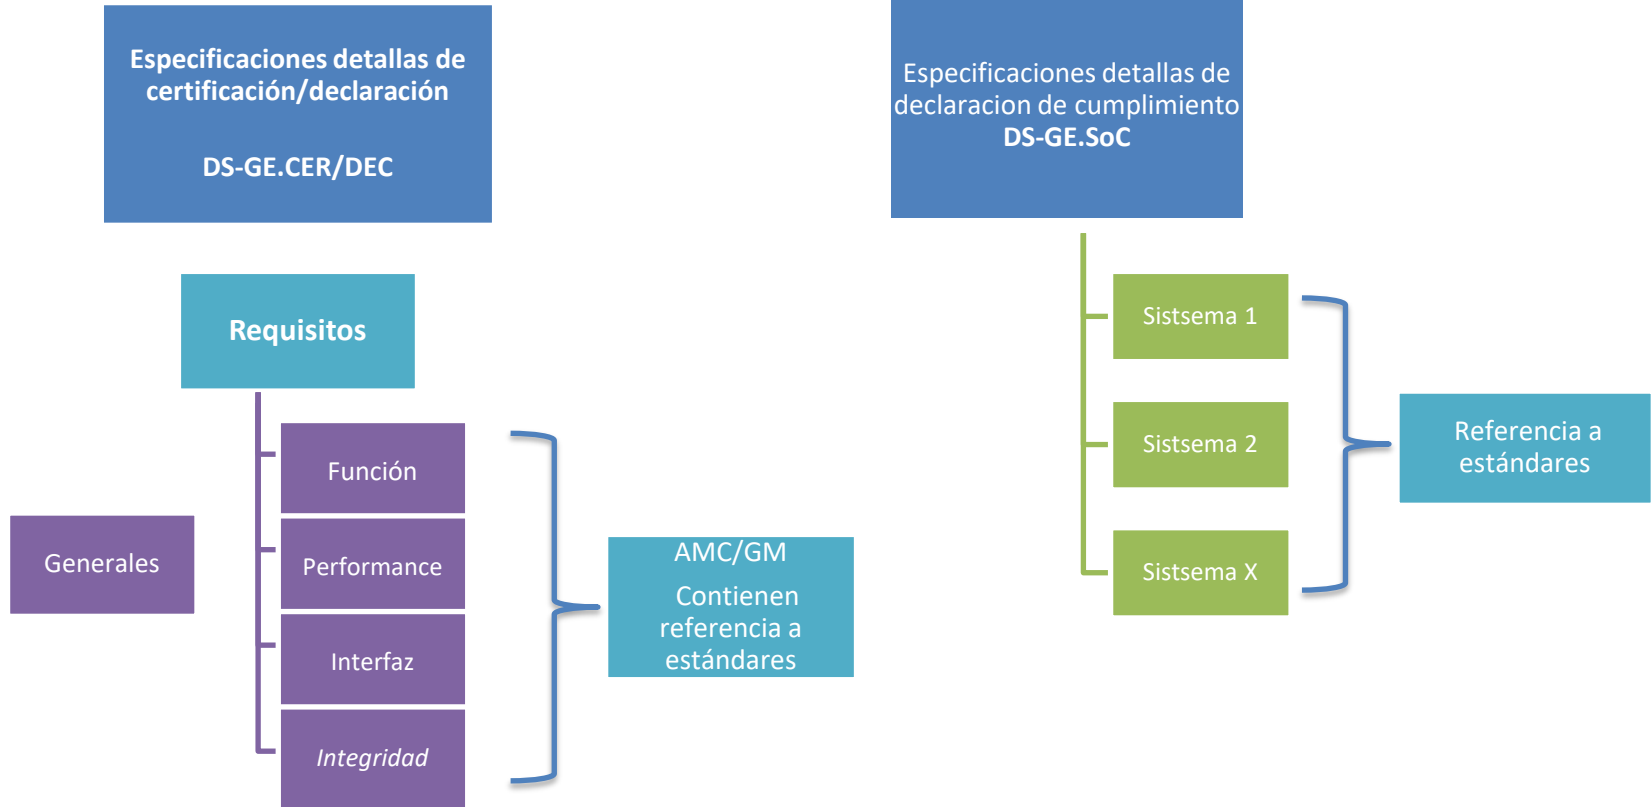 Especificaciones detallas de
certificación/declaración
DS-GE.CER/DEC
Requisitos
Generales
Función
Performance
Interfaz
Integridad
AMC/GM
Contienen
referencia a
estándares
Especificaciones detallas de
declaracion de cumplimiento
DS-GE.SoC
Sistsema 1
Sistsema 2
Sistsema X
Referencia a
estándares